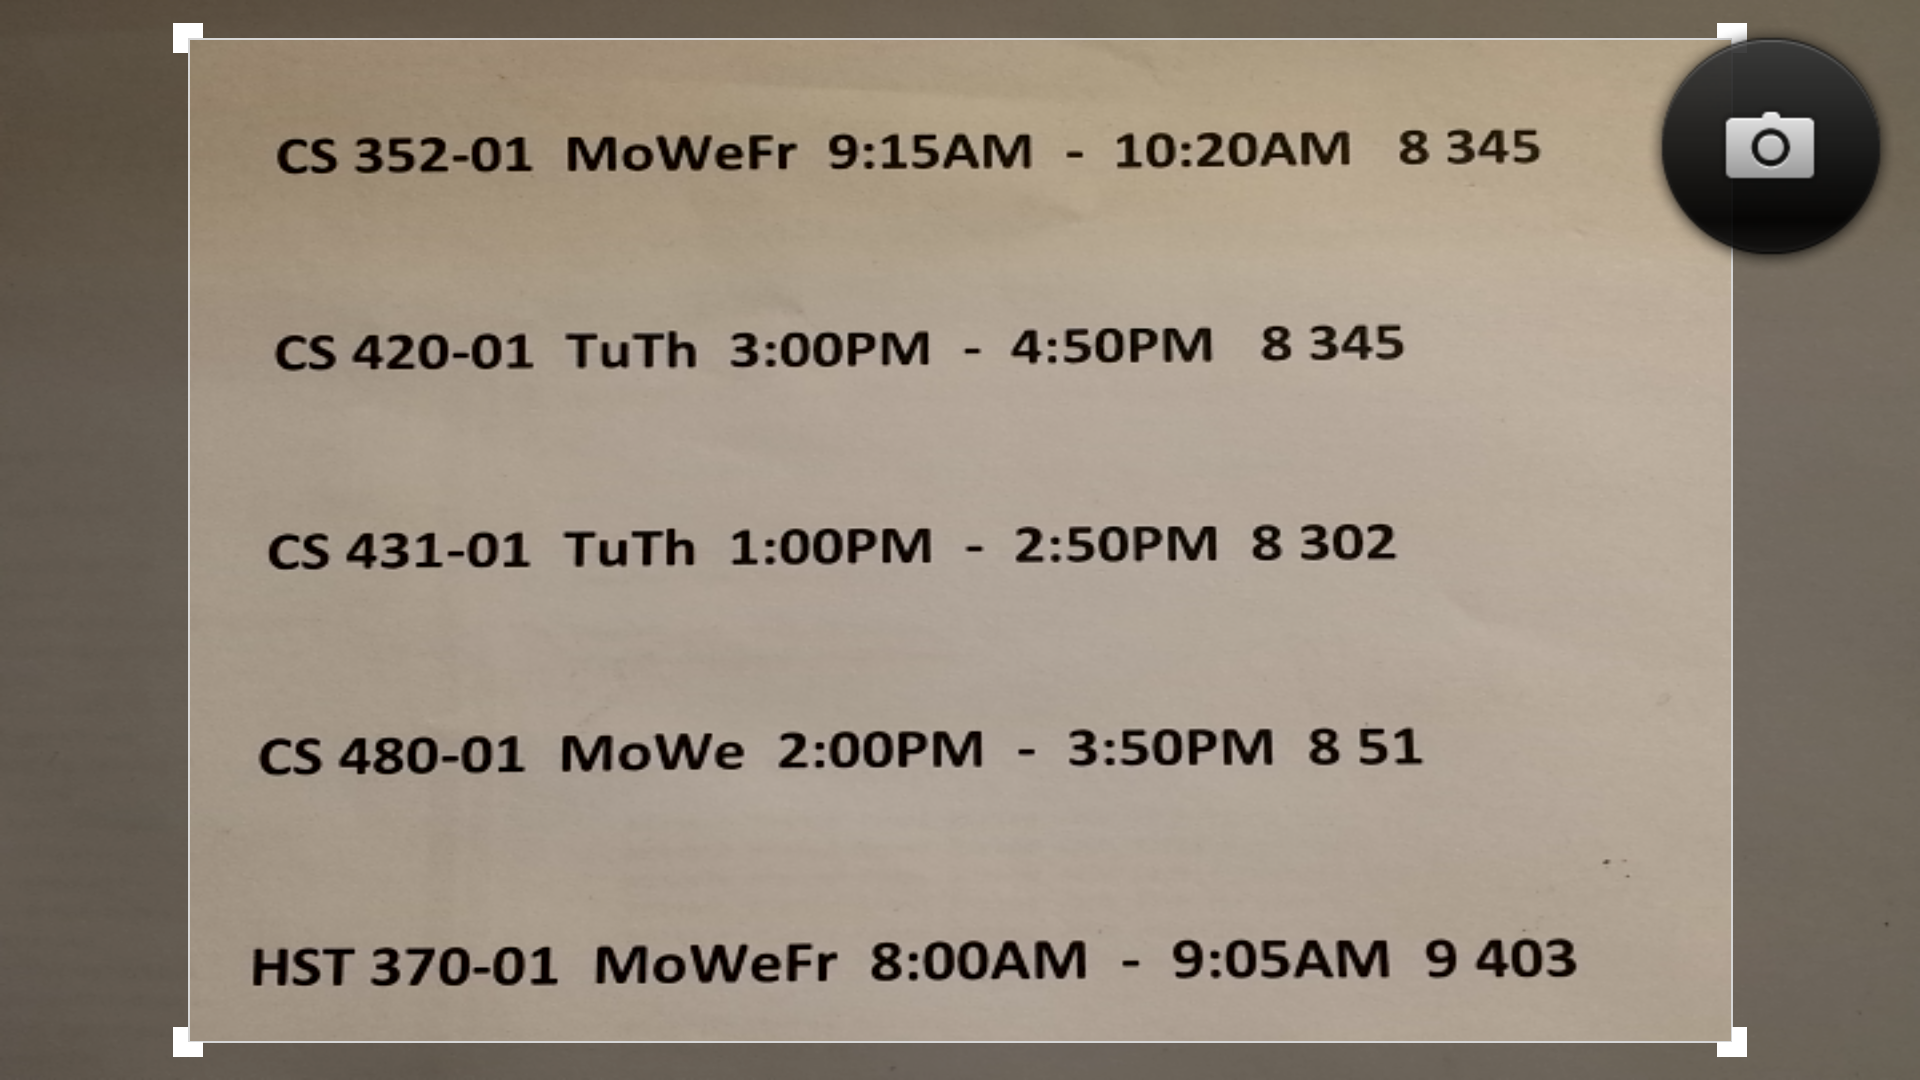 CS 352-01 MoWeFr 9:15AM - 10:20AM 8 345
CS 420-01 TuTh 3:00PM - 4:50PM 8 345
CS 431-01 TuTh 1:00PM - 2:50PM 8 302
CS 480-01 MoWe 2:00PM - 3:50PM 8 51
HST 370-01 MoWeFr 8:00AM - 9:05AM 9 403